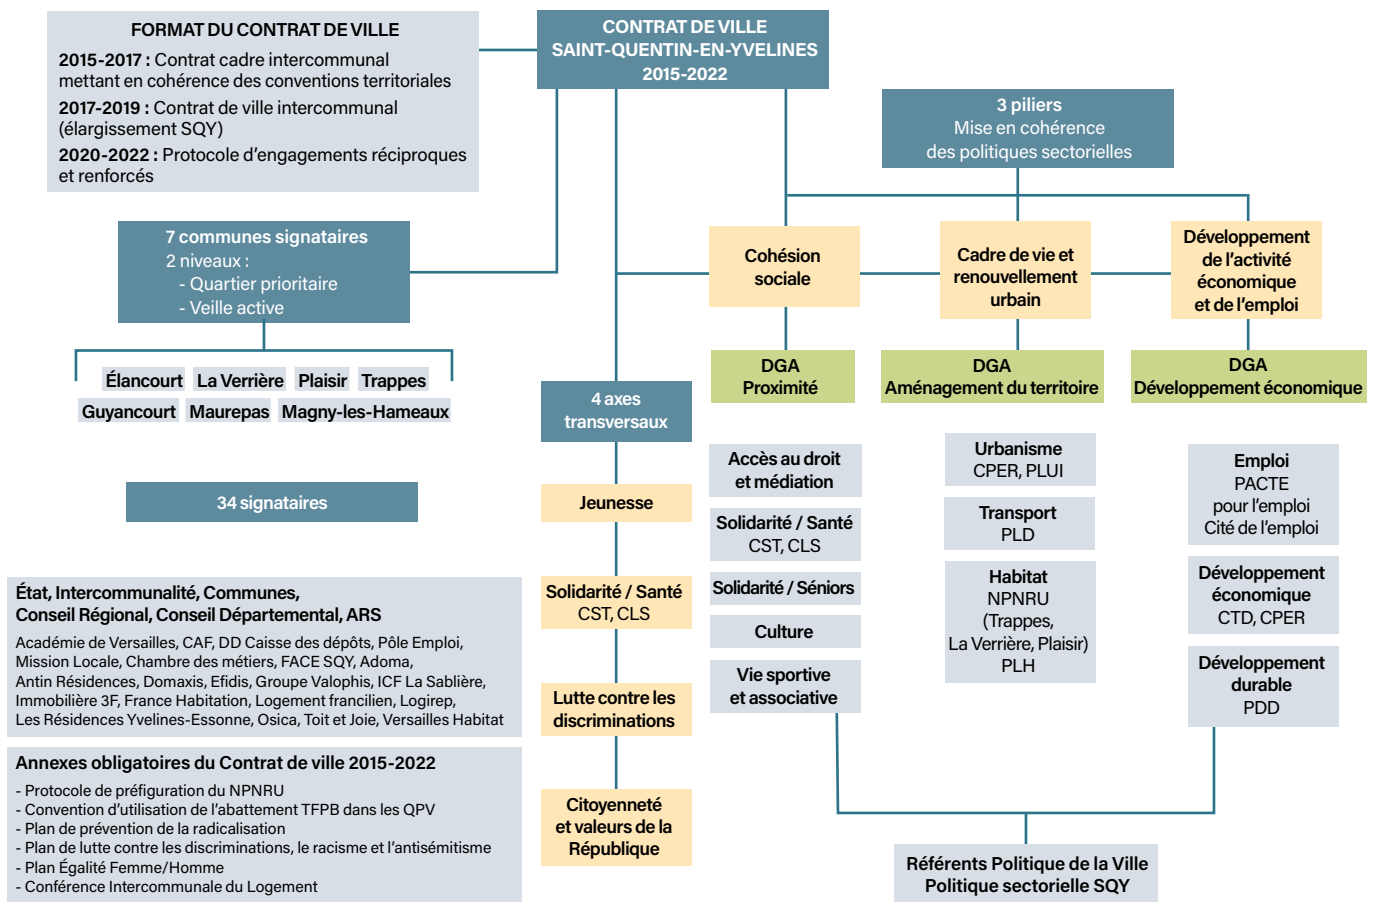 FORMAT DU CONTRAT DE VILLE
2015-2017 : Contrat cadre intercommunal
mettant en cohérence des conventions territoriales
2017-2019 : Contrat de ville intercommunal
(élargissement SQY)
2020-2022 : Protocole d’engagements réciproques
et renforcés
CONTRAT DE VILLE
SAINT-QUENTIN-EN-YVELINES
2015-2022
3 piliers
Mise en cohérence
des politiques sectorielles
7 communes signataires
2 niveaux :
- Quartier prioritaire
- Veille active
Élancourt La Verrière Plaisir Trappes
Guyancourt Maurepas Magny-les-Hameaux
34 signataires
État, Intercommunalité, Communes,
Conseil Régional, Conseil Départemental, ARS
Académie de Versailles, CAF, DD Caisse des dépôts, Pôle Emploi,
Mission Locale, Chambre des métiers, FACE SQY, Adoma,
Antin Résidences, Domaxis, Efidis, Groupe Valophis, ICF La Sablière,
Immobilière 3F, France Habitation, Logement francilien, Logirep,
Les Résidences Yvelines-Essonne, Osica, Toit et Joie, Versailles Habitat
Annexes obligatoires du Contrat de ville 2015-2022
- Protocole de préfiguration du NPNRU
- Convention d’utilisation de l’abattement TFPB dans les QPV
- Plan de prévention de la radicalisation
- Plan de lutte contre les discriminations, le racisme et l’antisémitisme
- Plan Égalité Femme/Homme
- Conférence Intercommunale du Logement
4 axes
transversaux
Jeunesse
Solidarité / Santé
CST, CLS
Lutte contre les
discriminations
Citoyenneté
et valeurs de la
République
Cohésion
sociale
DGA
Proximité
Accès au droit
et médiation
Solidarité / Santé
CST, CLS
Solidarité / Séniors
Culture
Vie sportive
et associative
Cadre de vie et
renouvellement
urbain
DGA
Aménagement du territoire
Urbanisme
CPER, PLUI
Transport
PLD
Habitat
NPNRU
(Trappes,
La Verrière, Plaisir)
PLH
Développement
de l’activité
économique
et de l’emploi
DGA
Développement économique
Emploi
PACTE
pour l’emploi
Cité de l’emploi
Développement
économique
CTD, CPER
Développement
durable
PDD
Référents Politique de la Ville
Politique sectorielle SQY